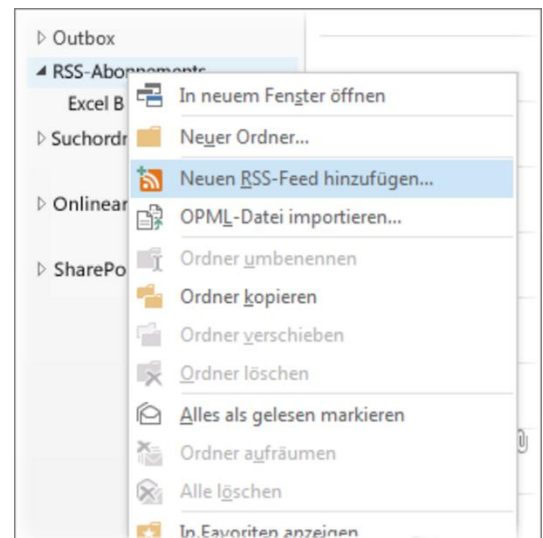 Outbox
RSS-Abonnements
Excel B
Suchordr
Onlinear
SharePo
In neuem Fenster öffnen
Neuer Ordner...
Neuen RSS-Feed hinzufügen...
OPML-Datei importieren...
Ordner umbenennen
Ordner kopieren
Ordner verschieben
Ordner löschen
Alles als gelesen markieren
Ordner aufräumen
Alle löschen
In Favoriten anzeigen